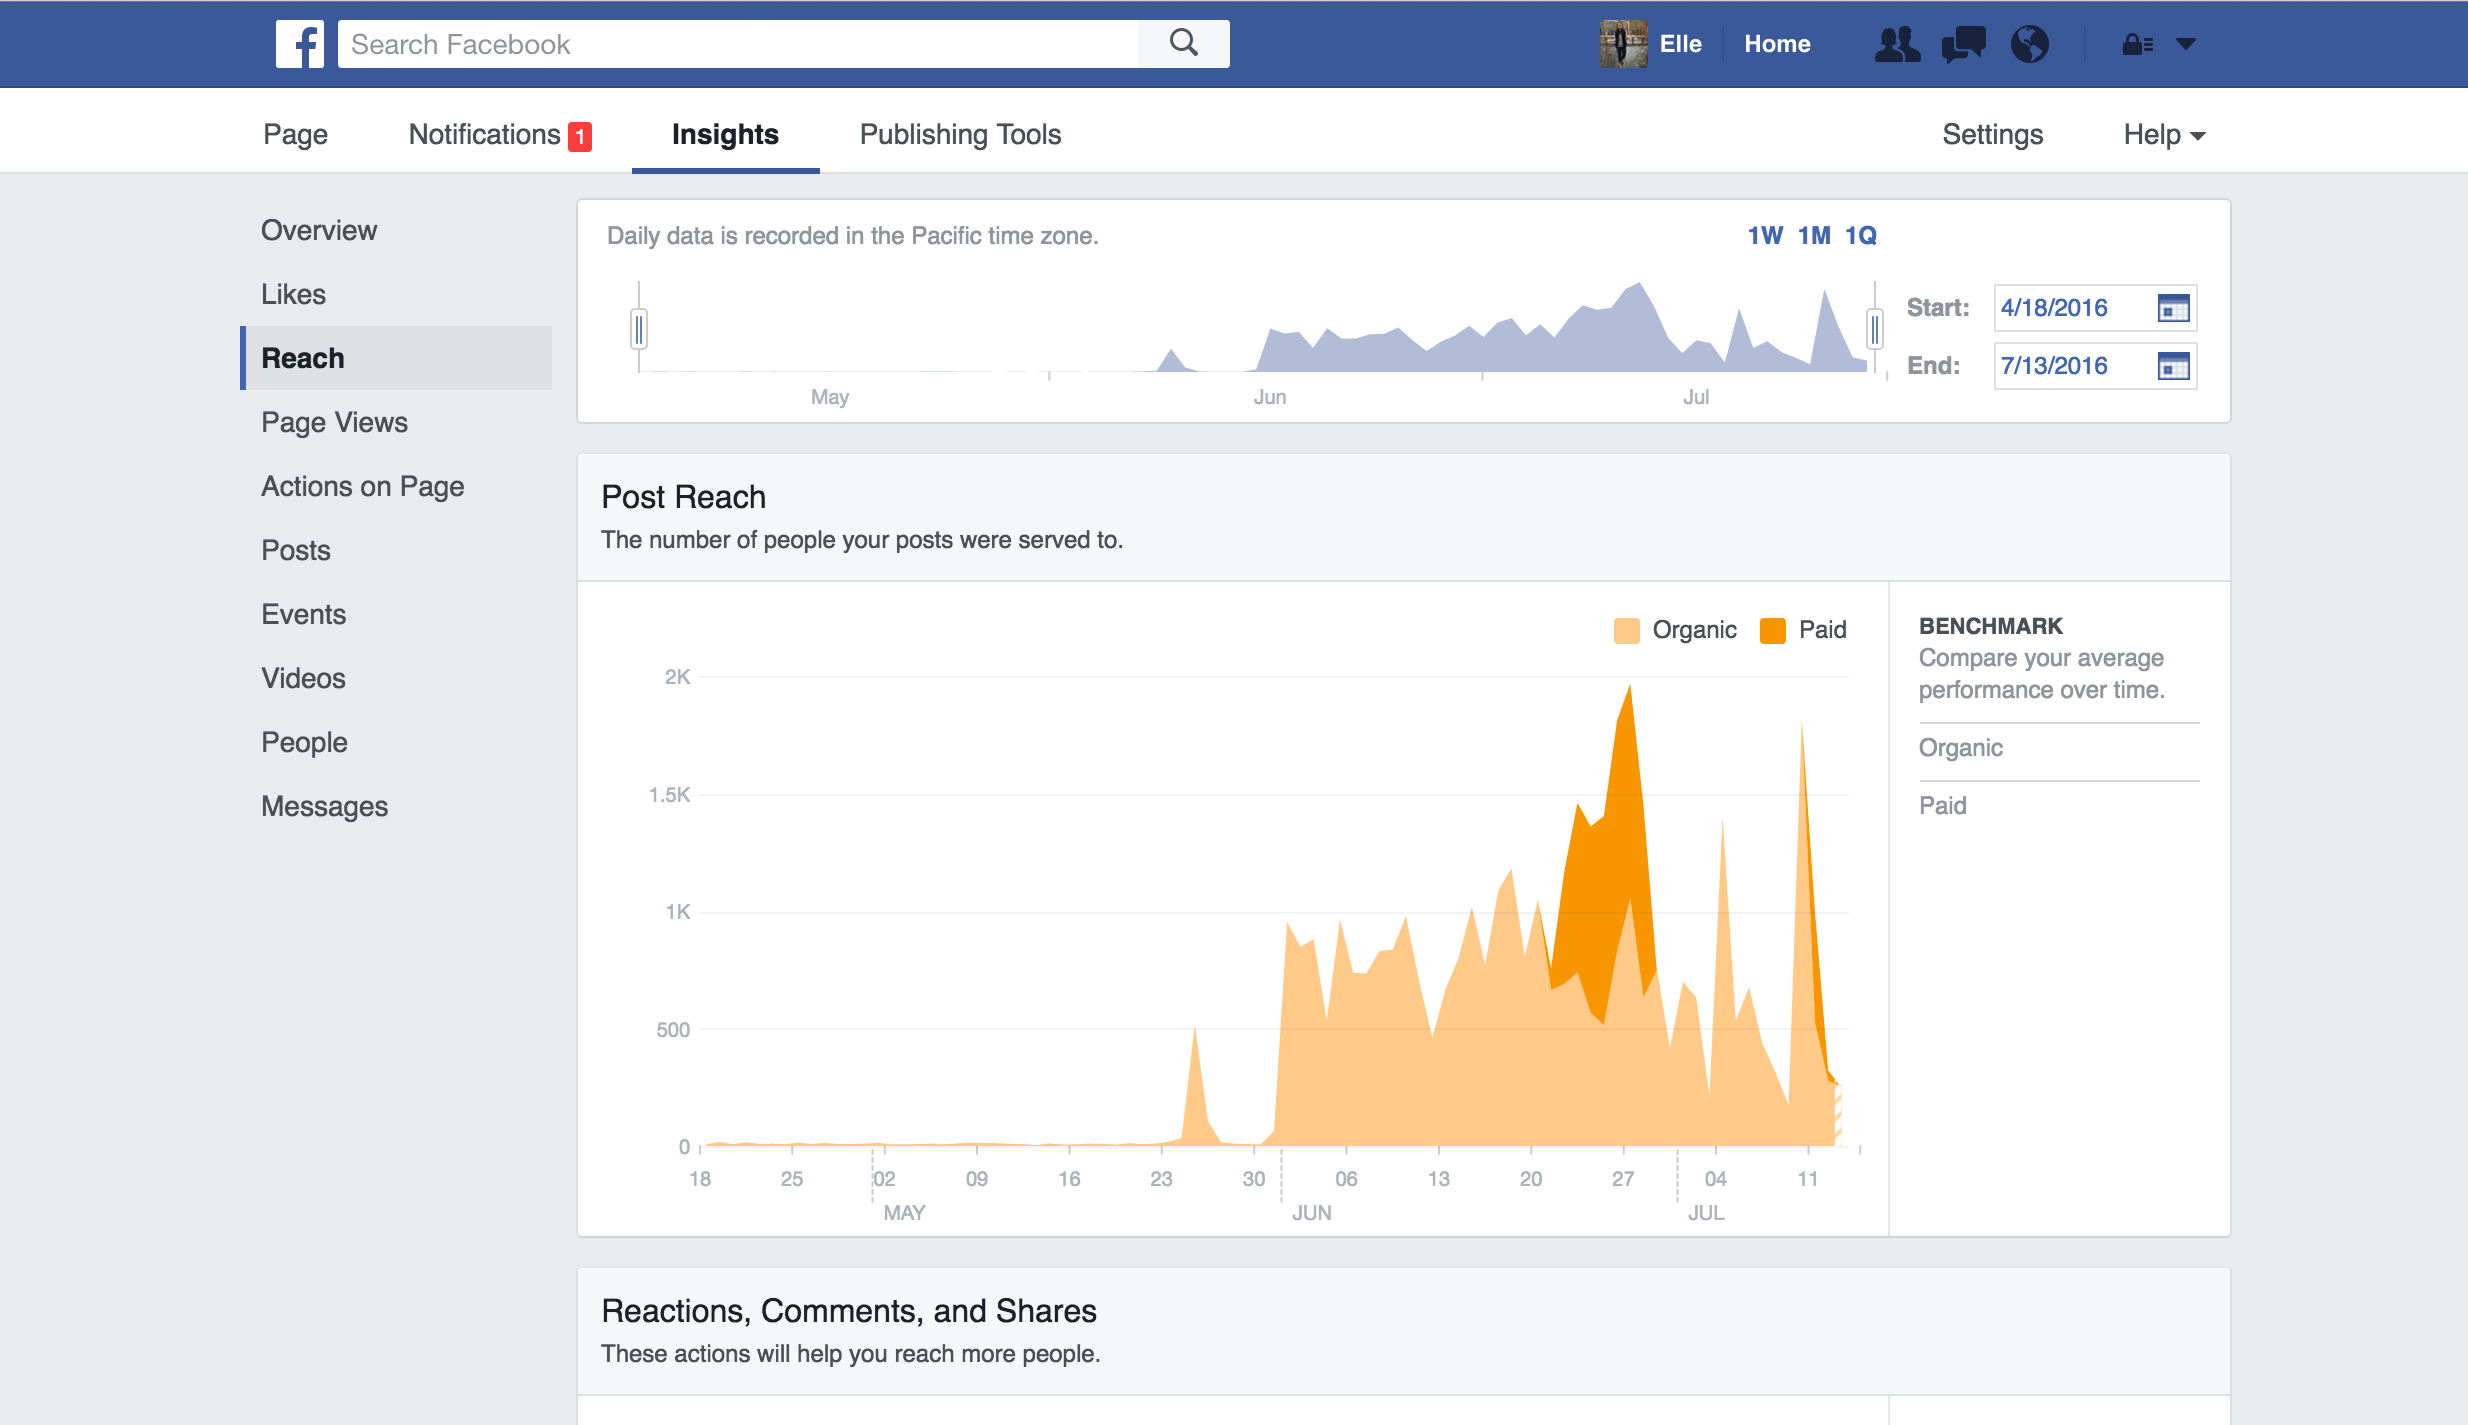 f Search Facebook Elle Home
Page Notifications 1 Insights Publishing Tools Settings Help
Overview
Likes
Reach
Page Views
Actions on Page
Posts
Events
Videos
People
Messages
Daily data is recorded in the Pacific time zone. 1W 1M 1Q
May Jun Jul
Start: 4/18/2016
End: 7/13/2016
Post Reach
The number of people your posts were served to.
Organic Paid
2K
1.5K
1K
500
0
18 25 02 09 16 23 30 06 13 20 27 04 11
MAY JUN JUL
BENCHMARK
Compare your average
performance over time.
Organic
Paid
Reactions, Comments, and Shares
These actions will help you reach more people.